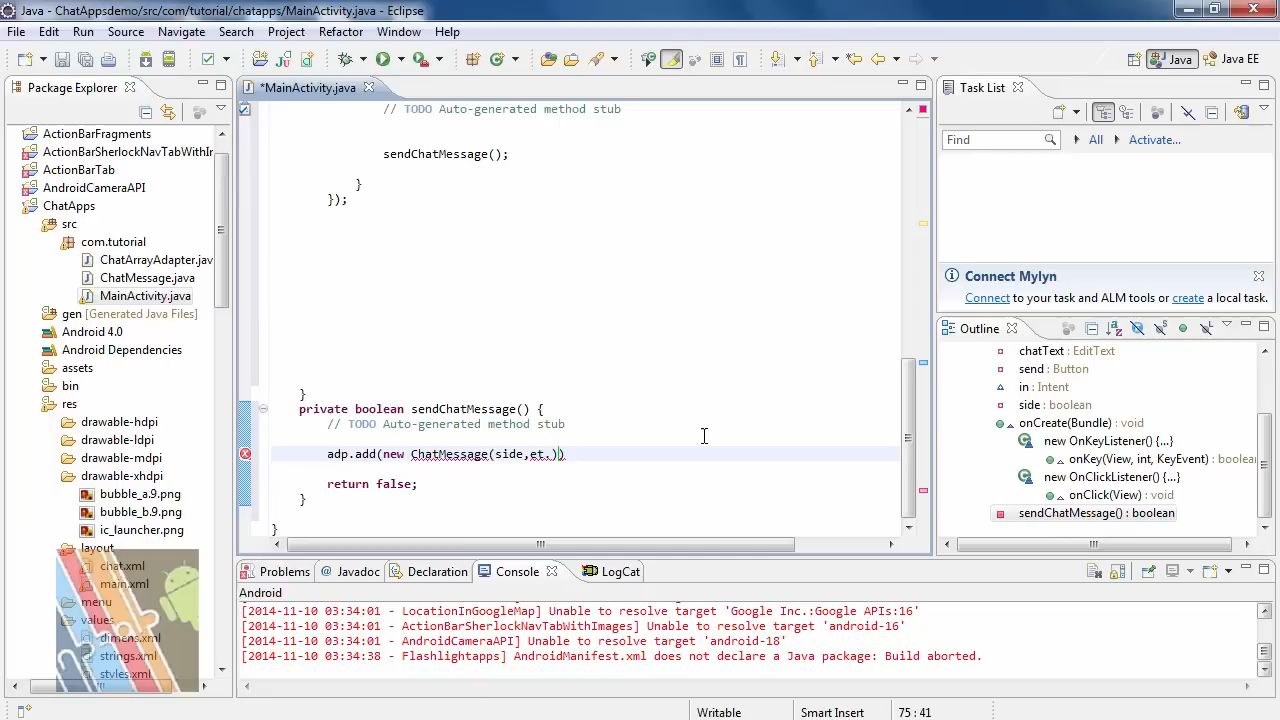 Java - ChatAppsdemo/src/com/tutorial/chatapps/MainActivity.java - Eclipse
File Edit Run Source Navigate Search Project Refactor Window Help
Java
Java EE
Package Explorer
ActionBarFragments
ActionBarSherlockNavTabWithIr
ActionBarTab
AndroidCameraAPI
ChatApps
src
com.tutorial
ChatArrayAdapter.jav
ChatMessage.java
MainActivity.java
gen [Generated Java Files]
Android 4.0
Android Dependencies
assets
bin
res
drawable-hdpi
drawable-ldpi
drawable-mdpi
drawable-xhdpi
bubble_a.9.png
bubble_b.9.png
ic_launcher.png
layout
chat.xml
main.xml
menu
values
dimens.xml
strings.xml
styles.xml
*MainActivity.java
// TODO Auto-generated method stub
sendChatMessage();
}
});
}
private boolean sendChatMessage() {
// TODO Auto-generated method stub
adp.add(new ChatMessage(side,et.))
return false;
}
}
Task List
Find
All
Activate...
Connect Mylyn
Connect to your task and ALM tools or create a local task.
Outline
chatText : EditText
send : Button
in : Intent
side : boolean
onCreate(Bundle) : void
new OnKeyListener() {...}
onKey(View, int, KeyEvent) : boolean
new OnClickListener() {...}
onClick(View) : void
sendChatMessage() : boolean
Problems Javadoc Declaration Console LogCat
Android
[2014-11-10 03:34:01 - LocationInGoogleMap] Unable to resolve target 'Google Inc.:Google APIs:16'
[2014-11-10 03:34:01 - ActionBarSherlockNavTabWithImages] Unable to resolve target 'android-16'
[2014-11-10 03:34:01 - AndroidCameraAPI] Unable to resolve target 'android-18'
[2014-11-10 03:34:38 - Flashlightapps] AndroidManifest.xml does not declare a Java package: Build aborted.
Writable
Smart Insert
75 : 41